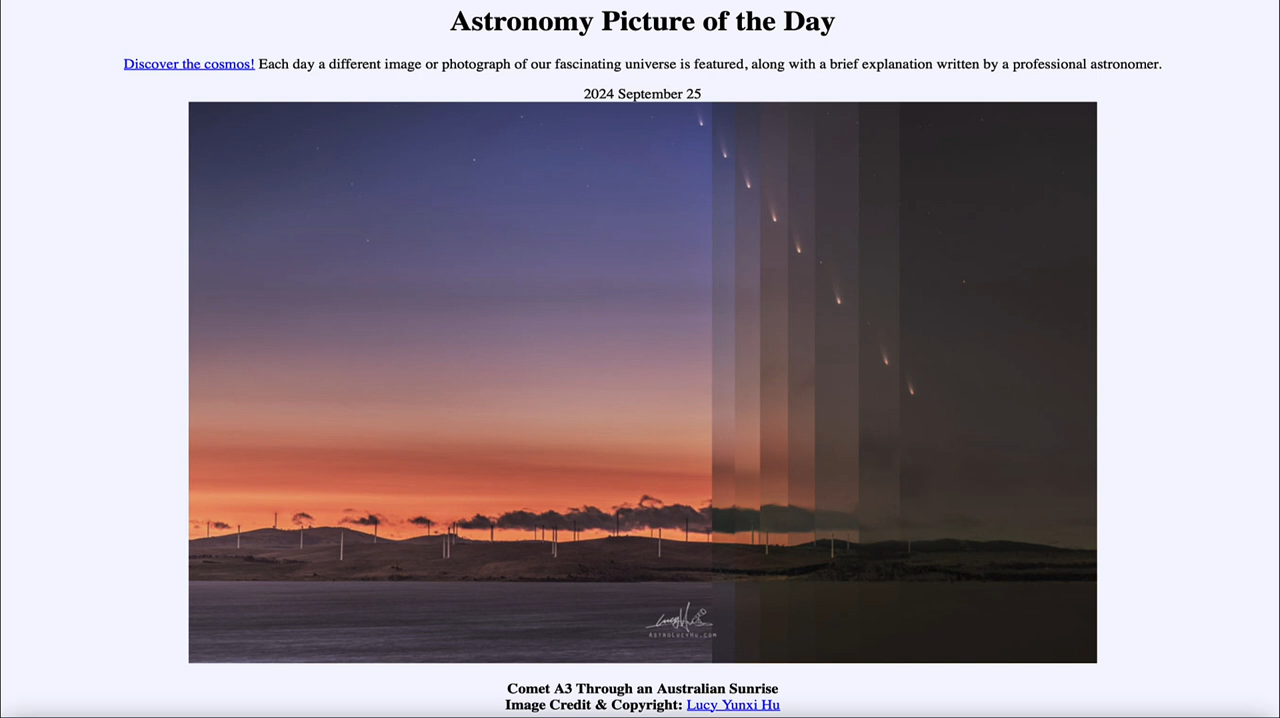 Astronomy Picture of the Day
Discover the cosmos! Each day a different image or photograph of our fascinating universe is featured, along with a brief explanation written by a professional astronomer.
2024 September 25
AstroLucyHu.com
Comet A3 Through an Australian Sunrise
Image Credit & Copyright: Lucy Yunxi Hu